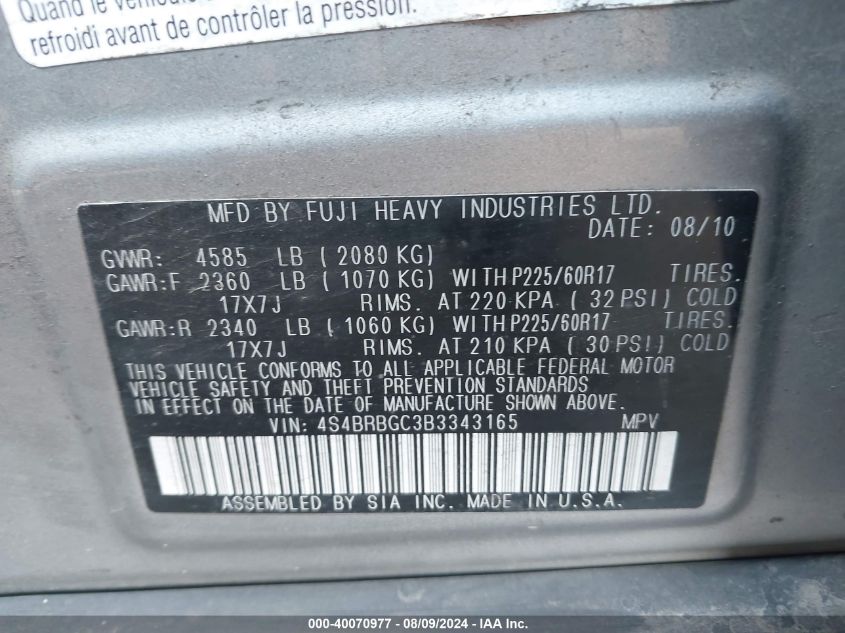 Quand le véhicule
refroidi avant de contrôler la pression.
MFD BY FUJI HEAVY INDUSTRIES LTD.
DATE: 08/10
GVWR: 4585 LB ( 2080 KG)
GAWR:F 2360 LB ( 1070 KG) WITH P225/60R17 TIRES.
17X7J RIMS. AT 220 KPA ( 32 PSI) COLD
GAWR:R 2340 LB ( 1060 KG) WITH P225/60R17 TIRES.
17X7J RIMS. AT 210 KPA ( 30 PSI) COLD
THIS VEHICLE CONFORMS TO ALL APPLICABLE FEDERAL MOTOR
VEHICLE SAFETY AND THEFT PREVENTION STANDARDS
IN EFFECT ON THE DATE OF MANUFACTURE SHOWN ABOVE.
VIN: 4S4BRBGC3B3343165 MPV
ASSEMBLED BY SIA INC. MADE IN U.S.A.
000-40070977 - 08/09/2024 - IAA Inc.